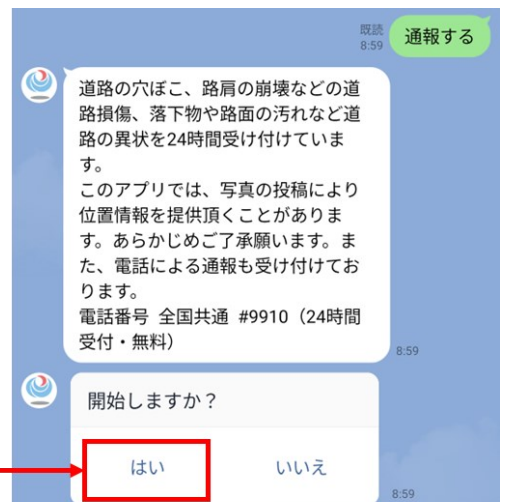 既読
8:59
通報する
道路の穴ぼこ、路肩の崩壊などの道
路損傷、落下物や路面の汚れなど道
路の異状を24時間受け付けていま
す。
このアプリでは、写真の投稿により
位置情報を提供頂くことがありま
す。あらかじめご了承願います。ま
た、電話による通報も受け付けてお
ります。
電話番号 全国共通 #9910（24時間
受付・無料）
8:59
開始しますか？
はい
いいえ
8:59